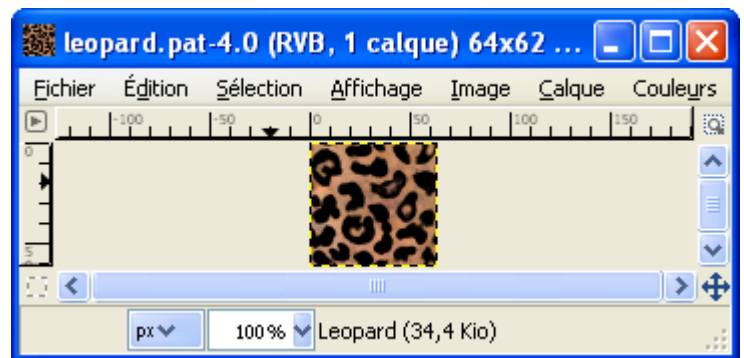 leopard.pat-4.0 (RVB, 1 calque) 64x62 ...
Fichier Édition Sélection Affichage Image Calque Couleurs
-100 -50 0 50 100 150
0
5
px 100% Leopard (34,4 Kio)